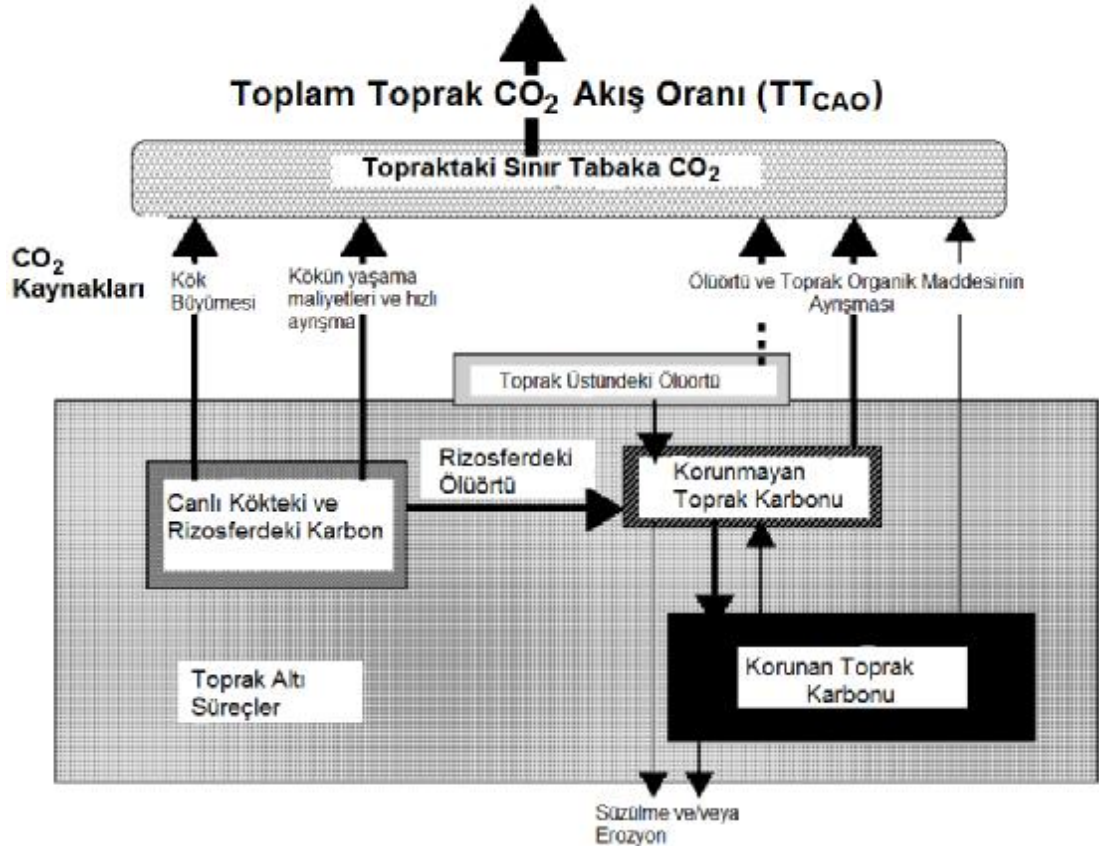 Toplam Toprak CO₂ Akış Oranı (TT_CAO)
Topraktaki Sınır Tabaka CO₂
CO₂
Kaynakları
Kök
Büyümesi
Kökün yaşama
maliyetleri ve hızlı
ayrışma
Ölüörtü ve Toprak Organik Maddesinin
Ayrışması
Toprak Üstündeki Ölüörtü
Rizosferdeki
Ölüörtü
Canlı Kökteki ve
Rizosferdeki Karbon
Korunmayan
Toprak Karbonu
Toprak Altı
Süreçler
Korunan Toprak
Karbonu
Süzülme ve/veya
Erozyon